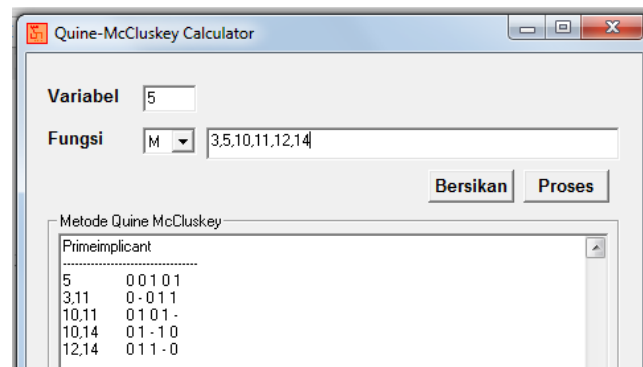 Quine-McCluskey Calculator
Variabel 5
Fungsi M 3,5,10,11,12,14
Bersikan Proses
Metode Quine McCluskey
Primeimplicant
--------------------------------
5 0 0 1 0 1
3,11 0 - 0 1 1
10,11 0 1 0 1 -
10,14 0 1 - 1 0
12,14 0 1 1 - 0